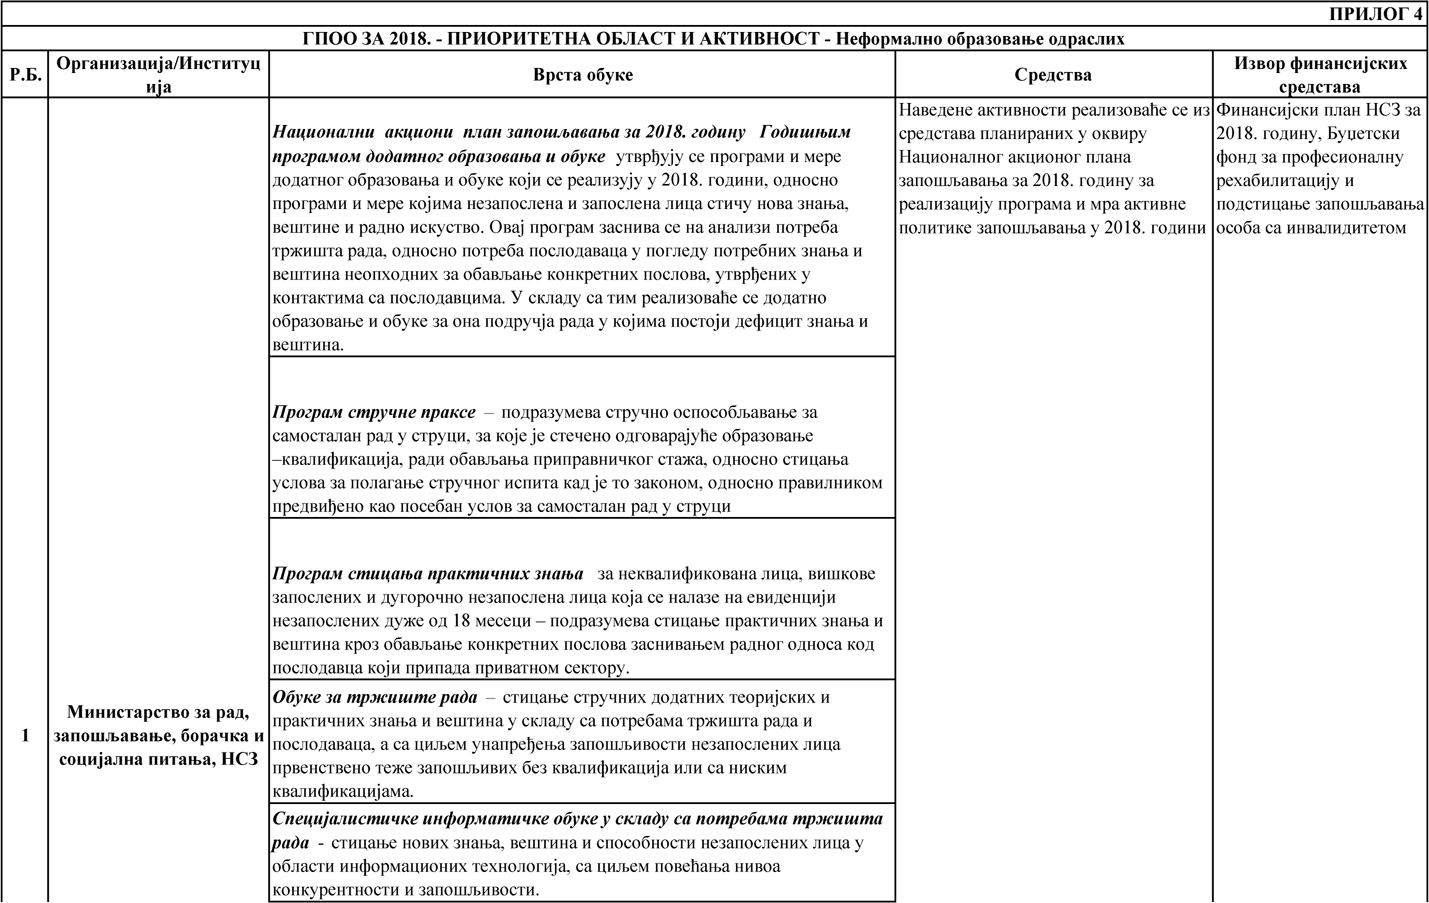 ПРИЛОГ 4
ГПОО ЗА 2018. - ПРИОРИТЕТНА ОБЛАСТ И АКТИВНОСТ - Неформално образовање одраслих
Р.Б.
Организација/Институц
ија
Врста обуке
Средства
Извор финансијских
средстава
1
Министарство за рад,
запошљавање, борачка и
социјална питања, НСЗ
Национални акциони план запошљавања за 2018. годину Годишњим
програмом додатног образовања и обуке утврђују се програми и мере
додатног образовања и обуке који се реализују у 2018. години, односно
програми и мере којима незапослена и запослена лица стичу нова знања,
вештине и радно искуство. Овај програм заснива се на анализи потреба
тржишта рада, односно потреба послодаваца у погледу потребних знања и
вештина неопходних за обављање конкретних послова, утврђених у
контактима са послодавцима. У складу са тим реализоваће се додатно
образовање и обуке за она подручја рада у којима постоји дефицит знања и
вештина.
Програм стручне праксе – подразумева стручно оспособљавање за
самосталан рад у струци, за које је стечено одговарајуће образовање
–квалификација, ради обављања приправничког стажа, односно стицања
услова за полагање стручног испита кад је то законом, односно правилником
предвиђено као посебан услов за самосталан рад у струци
Програм стицања практичних знања за неквалификована лица, вишкове
запослених и дугорочно незапослена лица која се налазе на евиденцији
незапослених дуже од 18 месеци – подразумева стицање практичних знања и
вештина кроз обављање конкретних послова заснивањем радног односа код
послодавца који припада приватном сектору.
Обуке за тржиште рада – стицање стручних додатних теоријских и
практичних знања и вештина у складу са потребама тржишта рада и
послодаваца, а са циљем унапређења запошљивости незапослених лица
првенствено теже запошљивих без квалификација или са ниским
квалификацијама.
Специјалистичке информатичке обуке у складу са потребама тржишта
рада - стицање нових знања, вештина и способности незапослених лица у
области информационих технологија, са циљем повећања нивоа
конкурентности и запошљивости.
Наведене активности реализоваће се из
средстава планираних у оквиру
Националног акционог плана
запошљавања за 2018. годину за
реализацију програма и мра активне
политике запошљавања у 2018. години
Финансијски план НСЗ за
2018. годину, Буџетски
фонд за професионалну
рехабилитацију и
подстицање запошљавања
особа са инвалидитетом